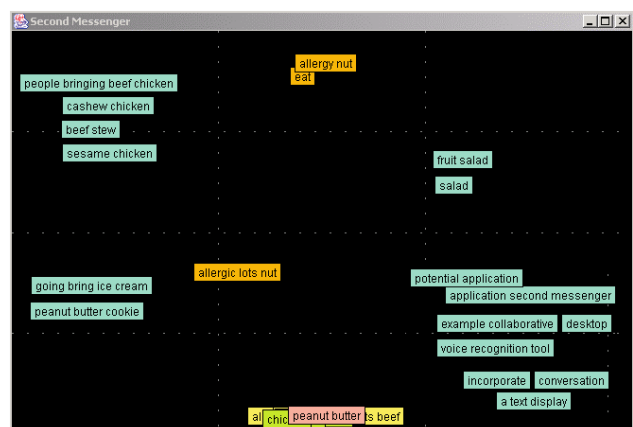 Second Messenger
allergy nut
eat
people bringing beef chicken
cashew chicken
beef stew
sesame chicken
fruit salad
salad
allergic lots nut
potential application
going bring ice cream
application second messenger
peanut butter cookie
example collaborative desktop
voice recognition tool
incorporate conversation
a text display
peanut butter
beef